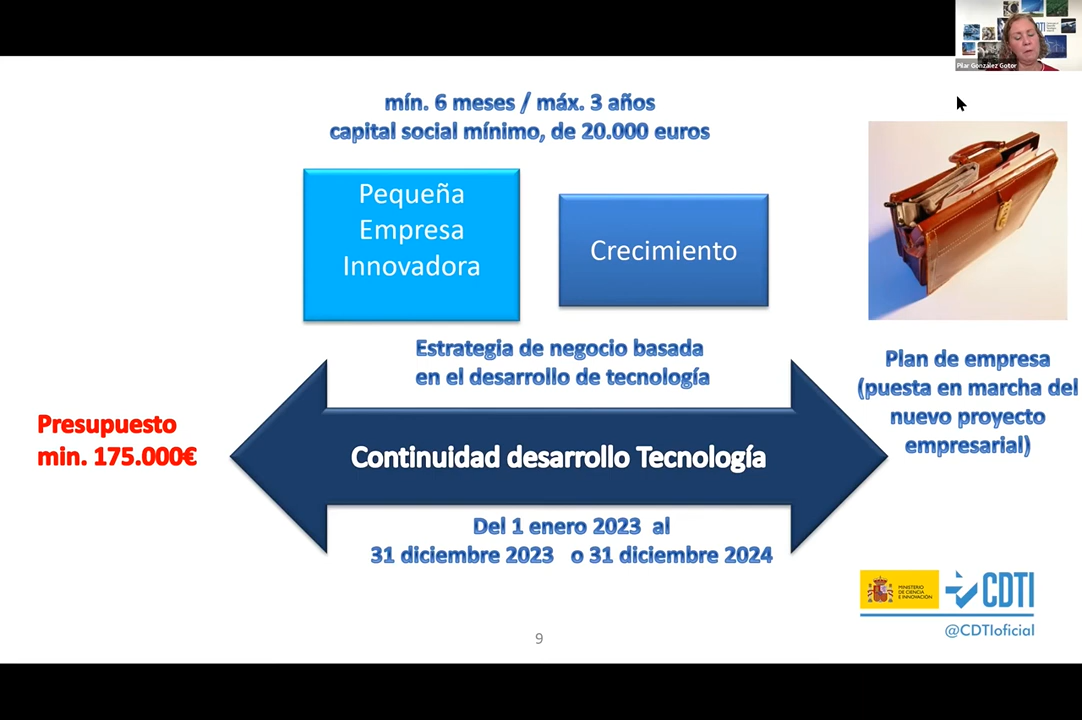 Pilar González Gotor
mín. 6 meses / máx. 3 años
capital social mínimo, de 20.000 euros
Pequeña
Empresa
Innovadora
Crecimiento
Estrategia de negocio basada
en el desarrollo de tecnología
Plan de empresa
(puesta en marcha del
nuevo proyecto
empresarial)
Presupuesto
min. 175.000€
Continuidad desarrollo Tecnología
Del 1 enero 2023 al
31 diciembre 2023 o 31 diciembre 2024
MINISTERIO
DE CIENCIA
E INNOVACIÓN
CDTI
@CDTIoficial
9